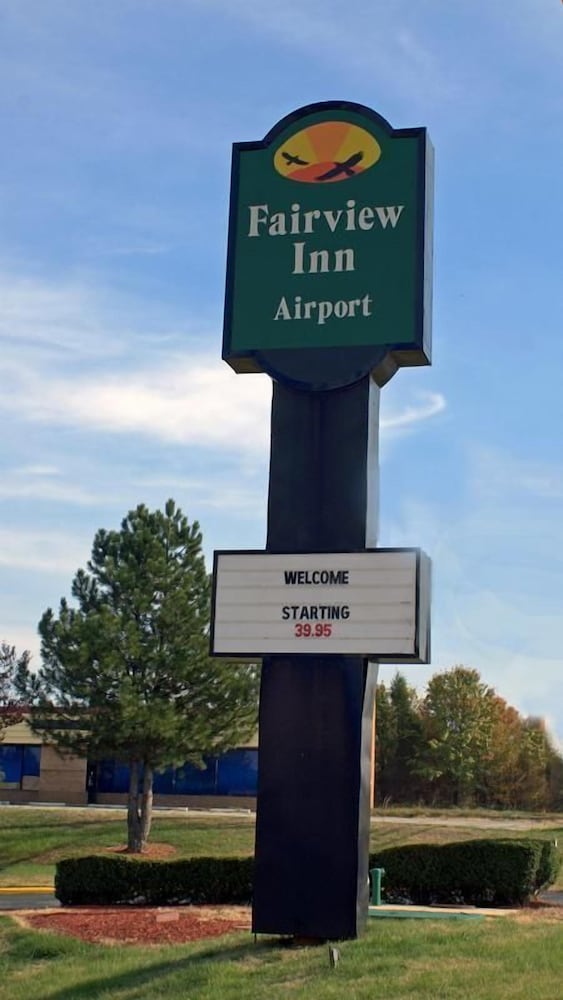 Fairview
Inn
Airport
WELCOME
STARTING
39.95